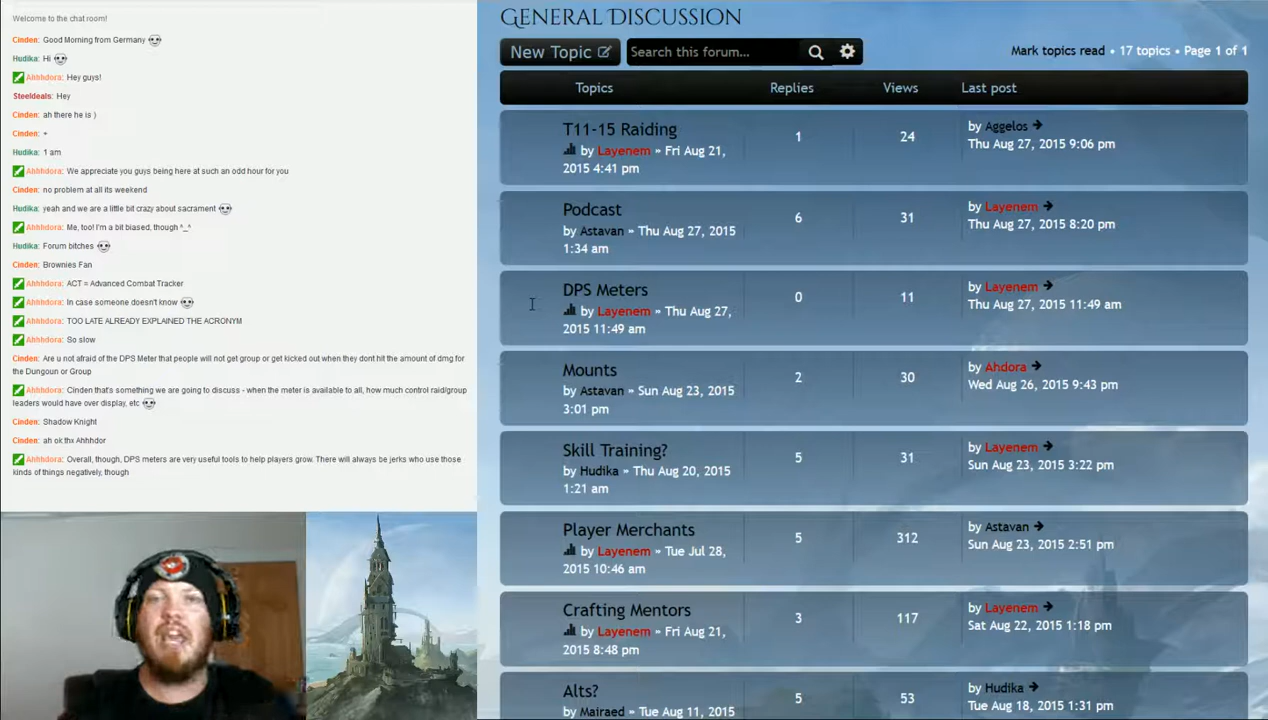 Welcome to the chat room!
Cinden: Good Morning from Germany
Hudika: Hi
Ahhhdora: Hey guys!
Steeldeals: Hey
Cinden: ah there he is )
Cinden: +
Hudika: 1 am
Ahhhdora: We appreciate you guys being here at such an odd hour for you
Cinden: no problem at all its weekend
Hudika: yeah and we are a little bit crazy about sacrament
Ahhhdora: Me, too! I'm a bit biased, though ^_^
Hudika: Forum bitches
Cinden: Brownies Fan
Ahhhdora: ACT = Advanced Combat Tracker
Ahhhdora: In case someone doesn't know
Ahhhdora: TOO LATE ALREADY EXPLAINED THE ACRONYM
Ahhhdora: So slow
Cinden: Are u not afraid of the DPS Meter that people will not get group or get kicked out when they dont hit the amount of dmg for
the Dungoun or Group
Ahhhdora: Cinden that's something we are going to discuss - when the meter is available to all, how much control raid/group
leaders would have over display, etc
Cinden: Shadow Knight
Cinden: ah ok thx Ahhhdor
Ahhhdora: Overall, though, DPS meters are very useful tools to help players grow. There will always be jerks who use those
kinds of things negatively, though
General Discussion
New Topic
Search this forum...
Mark topics read • 17 topics • Page 1 of 1
Topics Replies Views Last post
T11-15 Raiding
by Layenem » Fri Aug 21,
2015 4:41 pm
1
24
by Aggelos
Thu Aug 27, 2015 9:06 pm
Podcast
by Astavan » Thu Aug 27, 2015
1:34 am
6
31
by Layenem
Thu Aug 27, 2015 8:20 pm
DPS Meters
by Layenem » Thu Aug 27,
2015 11:49 am
0
11
by Layenem
Thu Aug 27, 2015 11:49 am
Mounts
by Astavan » Sun Aug 23, 2015
3:01 pm
2
30
by Ahdora
Wed Aug 26, 2015 9:43 pm
Skill Training?
by Hudika » Thu Aug 20, 2015
1:21 am
5
31
by Layenem
Sun Aug 23, 2015 3:22 pm
Player Merchants
by Layenem » Tue Jul 28,
2015 10:46 am
5
312
by Astavan
Sun Aug 23, 2015 2:51 pm
Crafting Mentors
by Layenem » Fri Aug 21,
2015 8:48 pm
3
117
by Layenem
Sat Aug 22, 2015 1:18 pm
Alts?
by Mairaed » Tue Aug 11, 2015
5
53
by Hudika
Tue Aug 18, 2015 1:31 pm